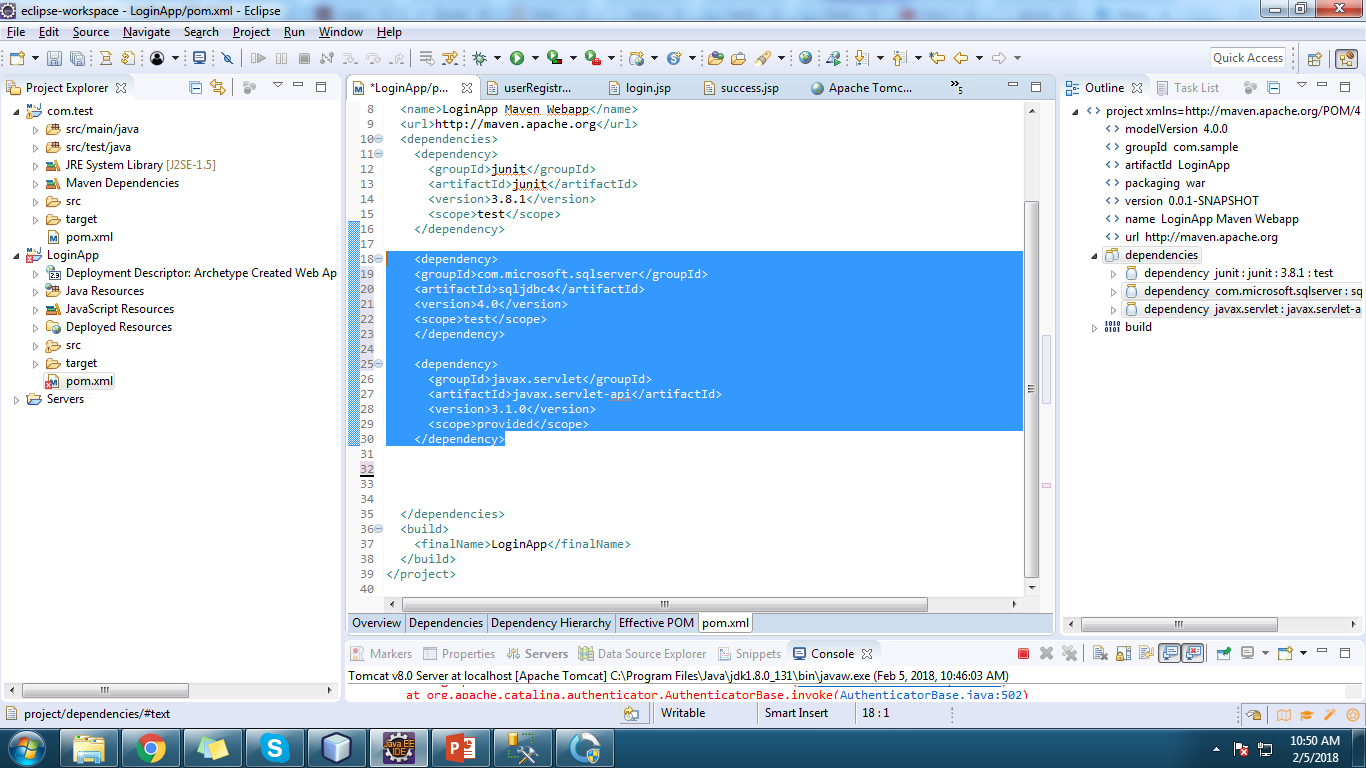 eclipse-workspace - LoginApp/pom.xml - Eclipse
File Edit Source Navigate Search Project Run Window Help
Quick Access
Project Explorer
com.test
src/main/java
src/test/java
JRE System Library [J2SE-1.5]
Maven Dependencies
src
target
pom.xml
LoginApp
Deployment Descriptor: Archetype Created Web Ap
Java Resources
JavaScript Resources
Deployed Resources
src
target
pom.xml
Servers
*LoginApp/p... userRegistr... login.jsp success.jsp Apache Tomc... »5
8 <name>LoginApp Maven Webapp</name>
9 <url>http://maven.apache.org</url>
10 <dependencies>
11 <dependency>
12 <groupId>junit</groupId>
13 <artifactId>junit</artifactId>
14 <version>3.8.1</version>
15 <scope>test</scope>
16 </dependency>
17
18 <dependency>
19 <groupId>com.microsoft.sqlserver</groupId>
20 <artifactId>sqljdbc4</artifactId>
21 <version>4.0</version>
22 <scope>test</scope>
23 </dependency>
24
25 <dependency>
26 <groupId>javax.servlet</groupId>
27 <artifactId>javax.servlet-api</artifactId>
28 <version>3.1.0</version>
29 <scope>provided</scope>
30 </dependency>
31
32
33
34
35 </dependencies>
36 <build>
37 <finalName>LoginApp</finalName>
38 </build>
39 </project>
40
Overview Dependencies Dependency Hierarchy Effective POM pom.xml
Outline Task List
project xmlns=http://maven.apache.org/POM/4
modelVersion 4.0.0
groupId com.sample
artifactId LoginApp
packaging war
version 0.0.1-SNAPSHOT
name LoginApp Maven Webapp
url http://maven.apache.org
dependencies
dependency junit : junit : 3.8.1 : test
dependency com.microsoft.sqlserver : sq
dependency javax.servlet : javax.servlet-a
build
Markers Properties Servers Data Source Explorer Snippets Console
Tomcat v8.0 Server at localhost [Apache Tomcat] C:\Program Files\Java\jdk1.8.0_131\bin\javaw.exe (Feb 5, 2018, 10:46:03 AM)
at org.apache.catalina.authenticator.AuthenticatorBase.invoke(AuthenticatorBase.java:502)
project/dependencies/#text Writable Smart Insert 18 : 1
Java EE
IDE
10:50 AM
2/5/2018